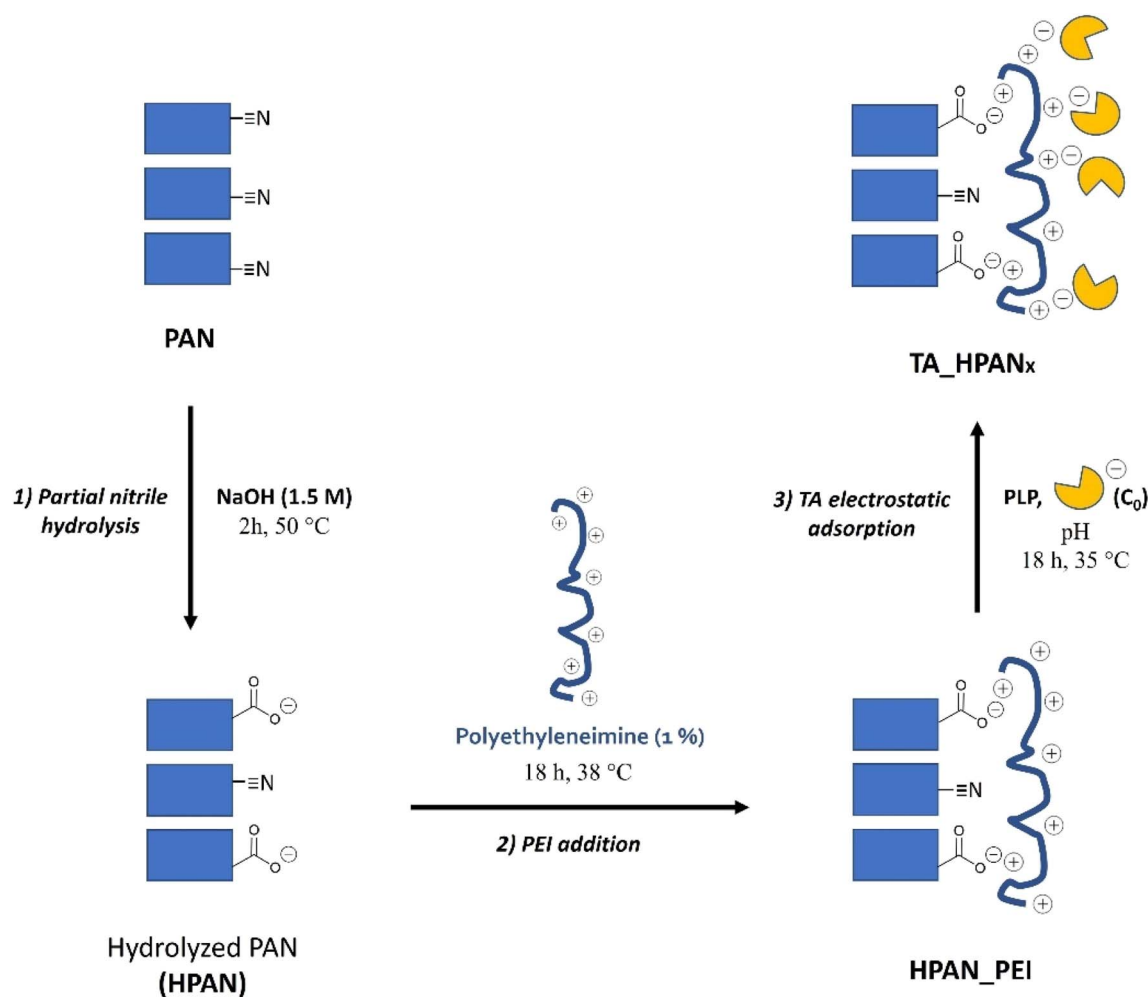 ≡N
≡N
≡N
PAN
1) Partial nitrile
hydrolysis
NaOH (1.5 M)
2h, 50 °C
O
O
⊖
≡N
O
O
⊖
Hydrolyzed PAN
(HPAN)
⊕
⊕
⊕
⊕
⊕
⊕
⊕
Polyethyleneimine (1 %)
18 h, 38 °C
2) PEI addition
O
O
⊖
⊕
⊕
⊕
≡N
⊕
O
O
⊖
⊕
⊕
HPAN_PEI
3) TA electrostatic
adsorption
PLP, ⊖ (C₀)
pH
18 h, 35 °C
⊖
⊕
O
O
⊖
⊕
⊕
⊖
≡N
⊕
⊖
⊕
O
O
⊖
⊕
⊕
⊖
TA_HPANx